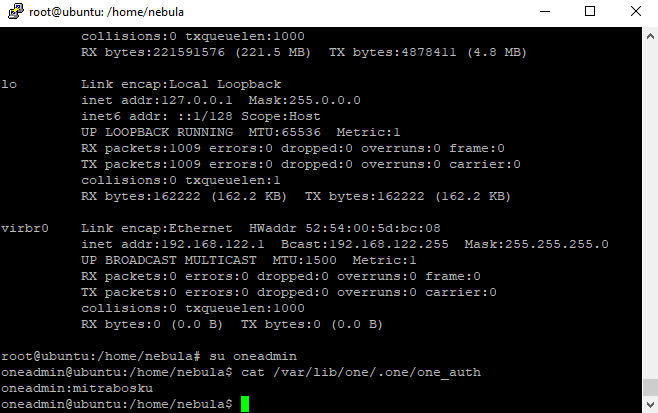 root@ubuntu: /home/nebula
collisions:0 txqueuelen:1000
RX bytes:221591576 (221.5 MB)  TX bytes:4878411 (4.8 MB)
lo        Link encap:Local Loopback
inet addr:127.0.0.1  Mask:255.0.0.0
inet6 addr: ::1/128 Scope:Host
UP LOOPBACK RUNNING  MTU:65536  Metric:1
RX packets:1009 errors:0 dropped:0 overruns:0 frame:0
TX packets:1009 errors:0 dropped:0 overruns:0 carrier:0
collisions:0 txqueuelen:1
RX bytes:162222 (162.2 KB)  TX bytes:162222 (162.2 KB)
virbr0    Link encap:Ethernet  HWaddr 52:54:00:5d:bc:08
inet addr:192.168.122.1  Bcast:192.168.122.255  Mask:255.255.255.0
UP BROADCAST MULTICAST  MTU:1500  Metric:1
RX packets:0 errors:0 dropped:0 overruns:0 frame:0
TX packets:0 errors:0 dropped:0 overruns:0 carrier:0
collisions:0 txqueuelen:1000
RX bytes:0 (0.0 B)  TX bytes:0 (0.0 B)
root@ubuntu:/home/nebula# su oneadmin
oneadmin@ubuntu:/home/nebula$ cat /var/lib/one/.one/one_auth
oneadmin:mitrabosku
oneadmin@ubuntu:/home/nebula$